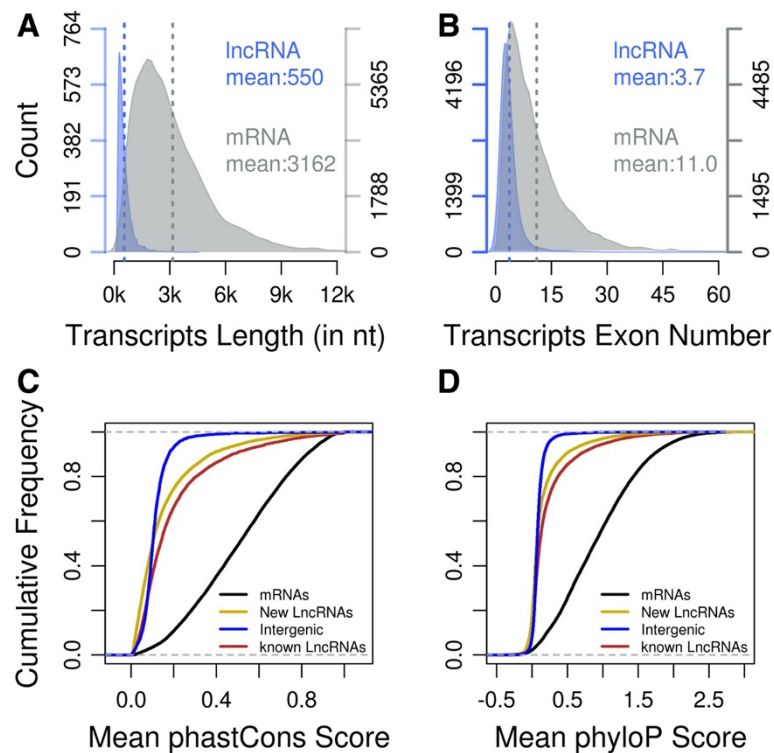 A
Count
764
573
382
191
0
lncRNA
mean:550
mRNA
mean:3162
5365
1788
0
0k 3k 6k 9k 12k
Transcripts Length (in nt)
B
4196
1399
0
lncRNA
mean:3.7
mRNA
mean:11.0
4485
1495
0
0 15 30 45 60
Transcripts Exon Number
C
Cumulative Frequency
0.8
0.4
0.0
mRNAs
New LncRNAs
Intergenic
known LncRNAs
0.0 0.4 0.8
Mean phastCons Score
D
0.8
0.4
0.0
mRNAs
New LncRNAs
Intergenic
known LncRNAs
-0.5 0.5 1.5 2.5
Mean phyloP Score